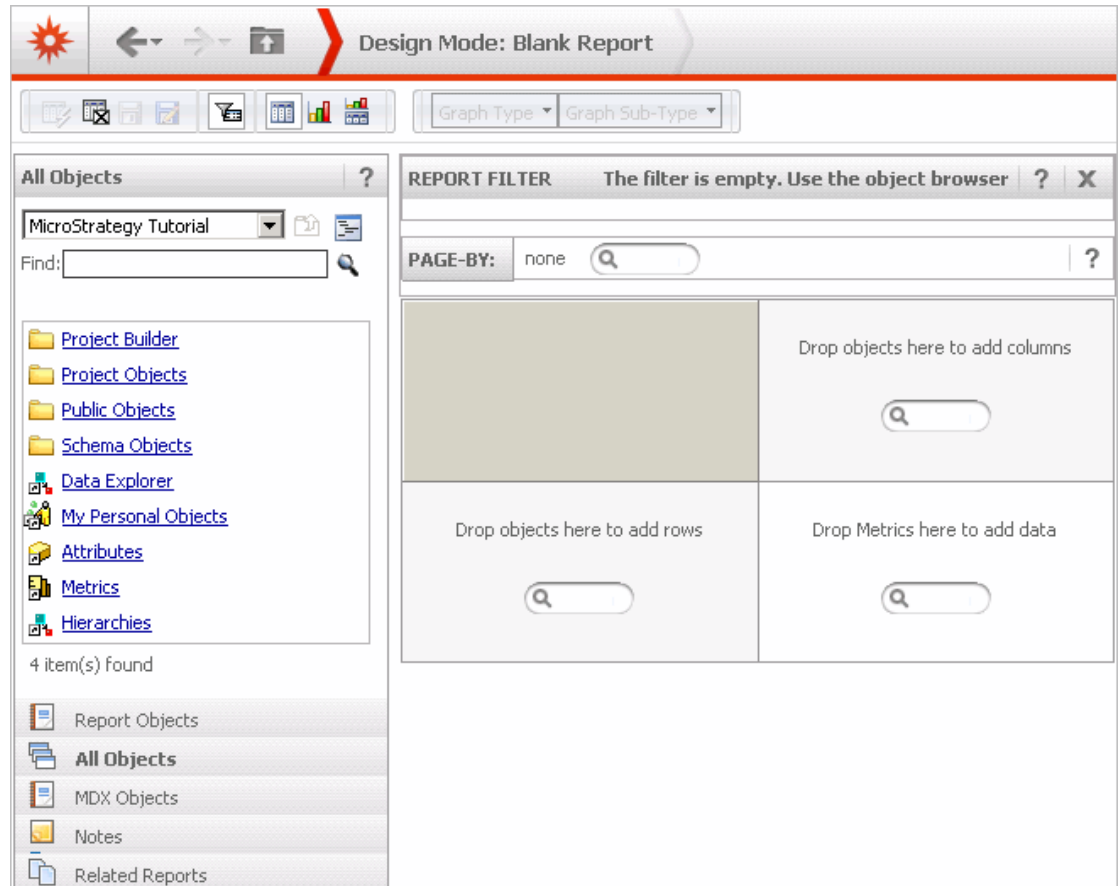 Design Mode: Blank Report
Graph Type Graph Sub-Type
All Objects ?
MicroStrategy Tutorial
Find:
Project Builder
Project Objects
Public Objects
Schema Objects
Data Explorer
My Personal Objects
Attributes
Metrics
Hierarchies
4 item(s) found
Report Objects
All Objects
MDX Objects
Notes
Related Reports
REPORT FILTER The filter is empty. Use the object browser ? X
PAGE-BY: none ?
Drop objects here to add columns
Drop objects here to add rows
Drop Metrics here to add data